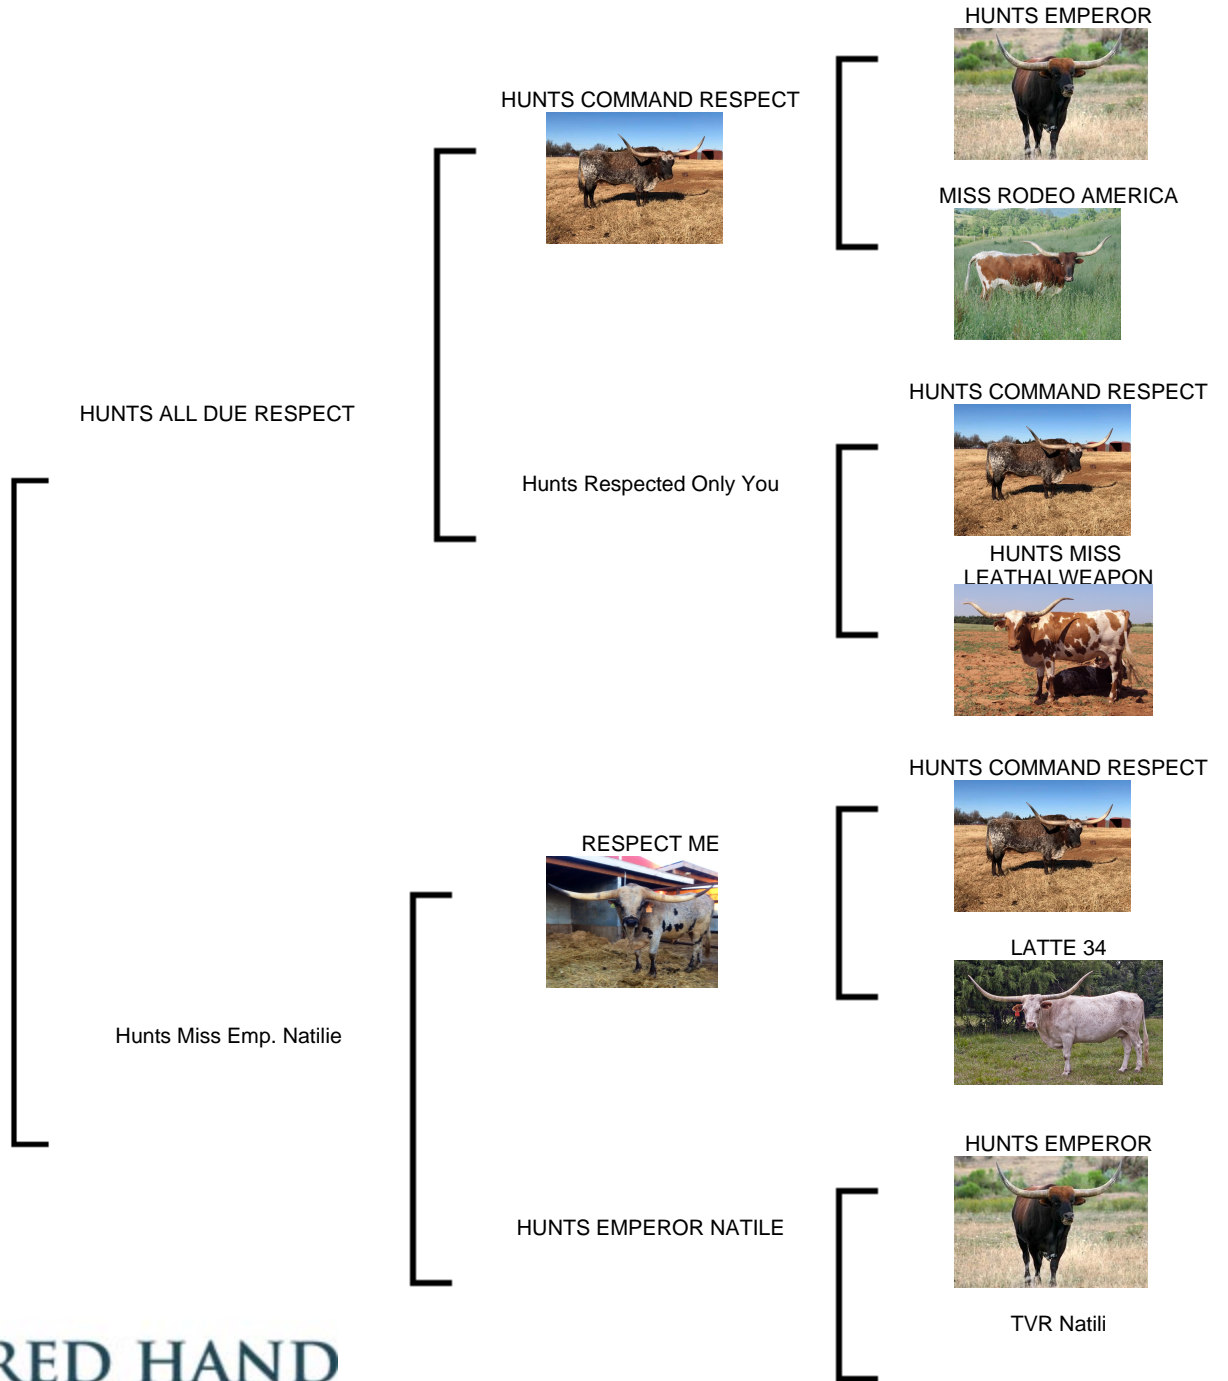 HUNTS EMPEROR
HUNTS COMMAND RESPECT
MISS RODEO AMERICA
HUNTS ALL DUE RESPECT
HUNTS COMMAND RESPECT
Hunts Respected Only You
HUNTS MISS
LEATHALWEAPON
HUNTS COMMAND RESPECT
RESPECT ME
LATTE 34
Hunts Miss Emp. Natilie
HUNTS EMPEROR
HUNTS EMPEROR NATILE
TVR Natili
RED HAND